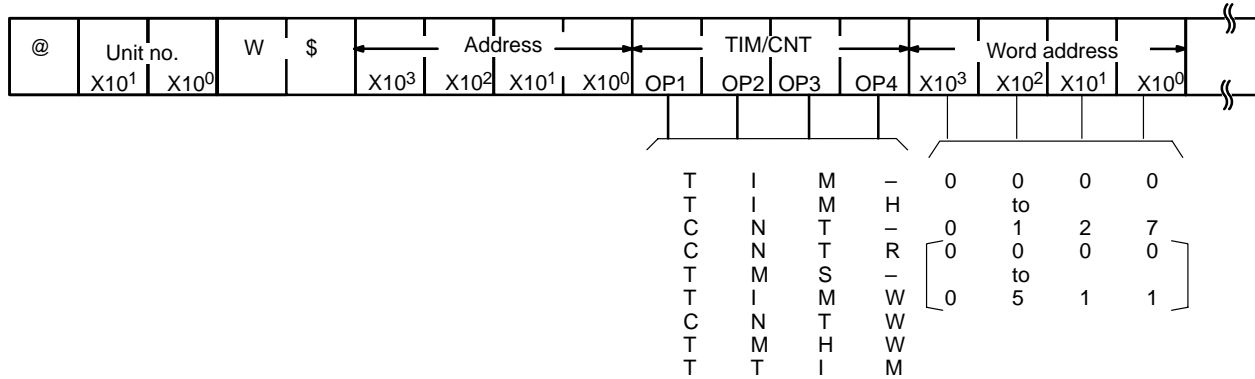 @ Unit no. W $ Address TIM/CNT Word address
X10¹ X10⁰ X10³ X10² X10¹ X10⁰ OP1 OP2 OP3 OP4 X10³ X10² X10¹ X10⁰
T I M – 0 0 0 0
T I M H to
C N T – 0 1 2 7
C N T R 0 0 0 0
T M S – to
T I M W 0 5 1 1
C N T W
T M H W
T T I M